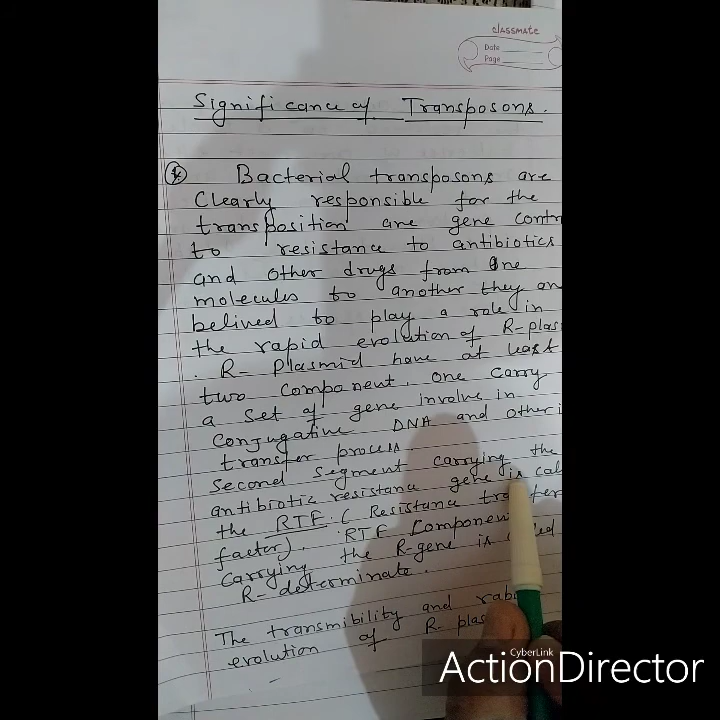 classmate
Date
Page
Significance of Transposons.
Bacterial transposons are
Clearly responsible for the
transposition are gene contr
to resistance to antibiotics
and other drugs from one
molecules to another they an
belived to play a role in
the rapid evolution of R-plas
. R- Plasmid have at least
two component. one carry
a set of gene involve in
Conjugative DNA and other i
transfer process
Second segment carrying the
antibiotic resistance gene is cal
the RTF ( Resistance transfer
factor). RTF Component
Carrying the R-gene is
R- determinate.
The transmibility and rab
evolution of R plas
CyberLink
ActionDirector